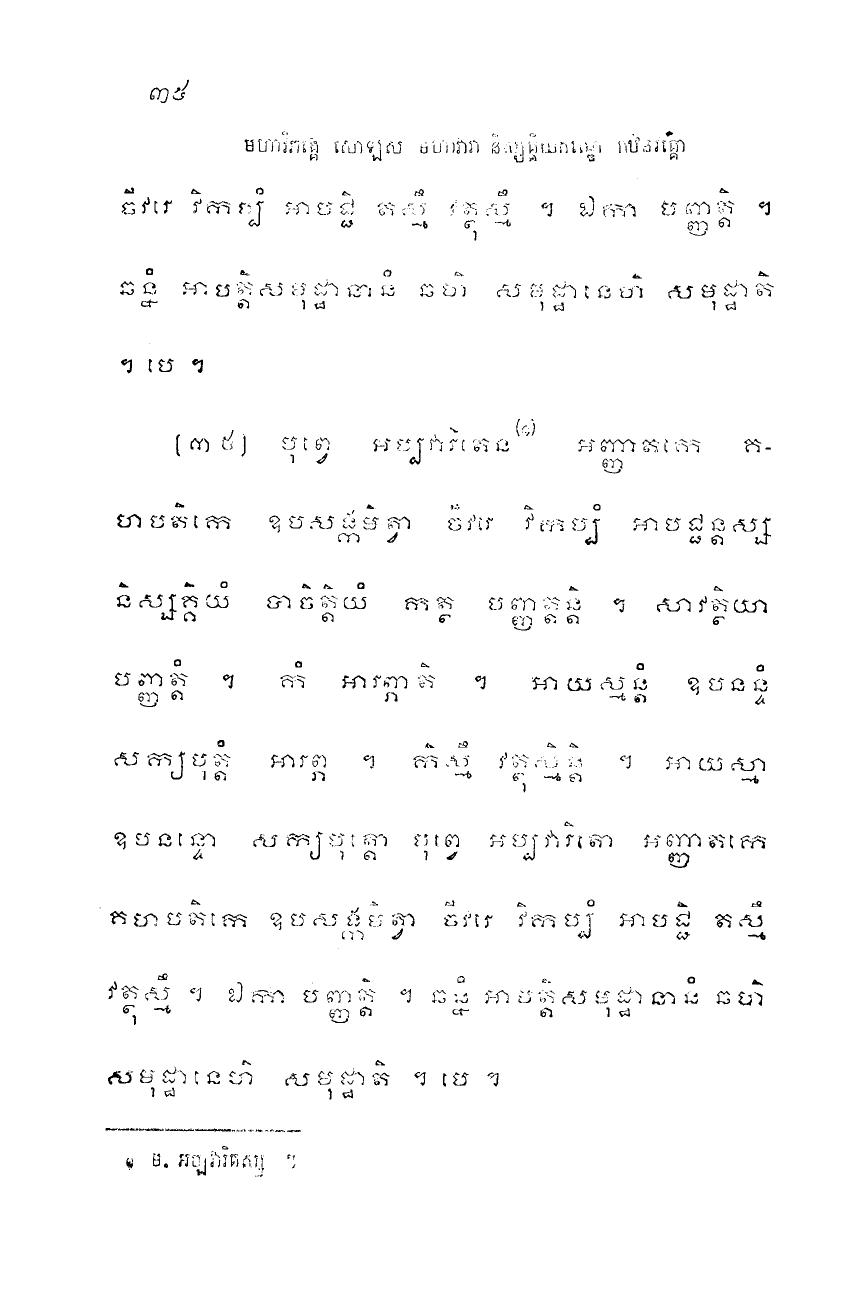 ៣៥
មហាវិភង្គេ សោឡស មហាវារា និស្សគ្គិយកណ្ឌេ កឋិនវគ្គោ
ចីវរេ វិកប្បំ អាបជ្ជិ តស្មឹ វត្ថុស្មឹ ។ ឯកា បញ្ញត្តិ ។
ឆន្នំ អាបត្តិសមុដ្ឋានានំ ឆហិ សមុដ្ឋានេហិ សមុដ្ឋាតិ
។ បេ ។
[៣៥] បុព្វេ អប្បវារិតេន(១) អញ្ញាតកេ គ-
ហបតិកេ ឧបសង្កមិត្វា ចីវរេ វិកប្បំ អាបជ្ជន្តស្ស
និស្សគ្គិយំ បាចិត្តិយំ កត្ថ បញ្ញត្តន្តិ ។ សាវត្ថិយា
បញ្ញត្តំ ។ កំ អារព្ភាតិ ។ អាយស្មន្តំ ឧបនន្ទំ
សក្យបុត្តំ អារព្ភ ។ កិស្មឹ វត្ថុស្មិន្តិ ។ អាយស្មា
ឧបនន្ទោ សក្យបុត្តោ បុព្វេ អប្បវារិតោ អញ្ញាតកេ
គហបតិកេ ឧបសង្កមិត្វា ចីវរេ វិកប្បំ អាបជ្ជិ តស្មឹ
វត្ថុស្មឹ ។ ឯកា បញ្ញត្តិ ។ ឆន្នំ អាបត្តិសមុដ្ឋានានំ ឆហិ
សមុដ្ឋានេហិ សមុដ្ឋាតិ ។ បេ ។
១ ម. អប្បវារិតស្ស ។